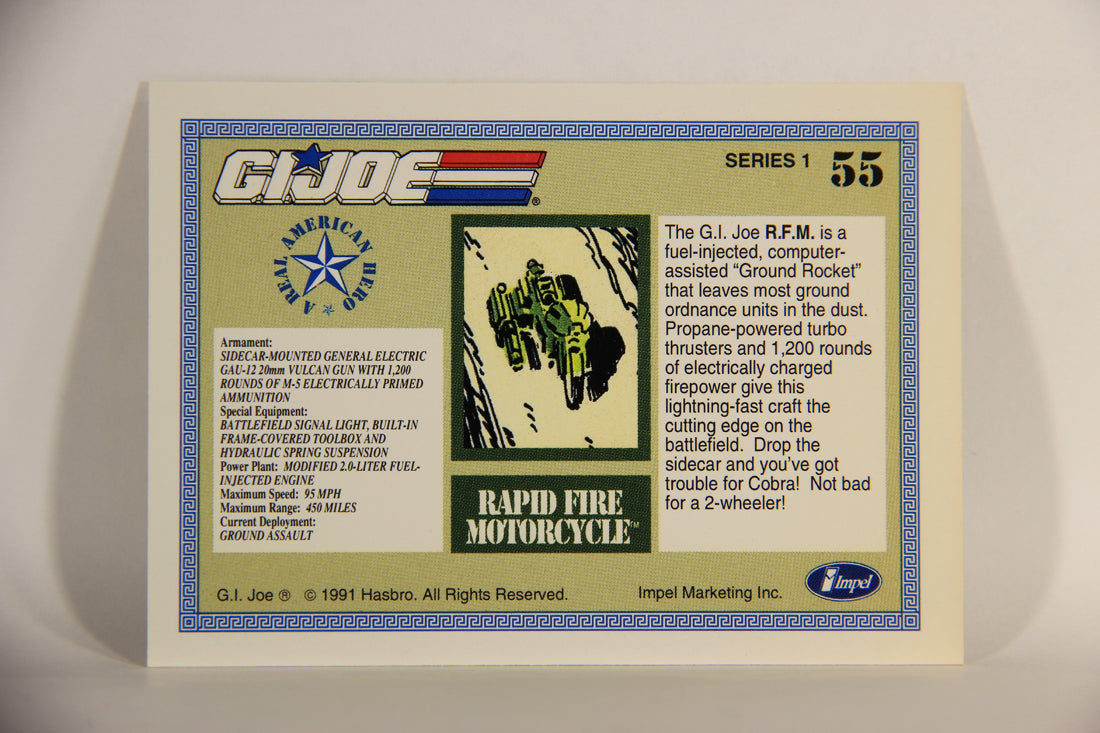 G.I.JOE ®
SERIES 1 55
A REAL AMERICAN HERO
Armament:
SIDECAR-MOUNTED GENERAL ELECTRIC
GAU-12 20mm VULCAN GUN WITH 1,200
ROUNDS OF M-5 ELECTRICALLY PRIMED
AMMUNITION
Special Equipment:
BATTLEFIELD SIGNAL LIGHT, BUILT-IN
FRAME-COVERED TOOLBOX AND
HYDRAULIC SPRING SUSPENSION
Power Plant: MODIFIED 2.0-LITER FUEL-
INJECTED ENGINE
Maximum Speed: 95 MPH
Maximum Range: 450 MILES
Current Deployment:
GROUND ASSAULT
RAPID FIRE
MOTORCYCLE™
The G.I. Joe R.F.M. is a
fuel-injected, computer-
assisted “Ground Rocket”
that leaves most ground
ordnance units in the dust.
Propane-powered turbo
thrusters and 1,200 rounds
of electrically charged
firepower give this
lightning-fast craft the
cutting edge on the
battlefield. Drop the
sidecar and you’ve got
trouble for Cobra! Not bad
for a 2-wheeler!
Impel
G.I. Joe ® © 1991 Hasbro. All Rights Reserved.
Impel Marketing Inc.